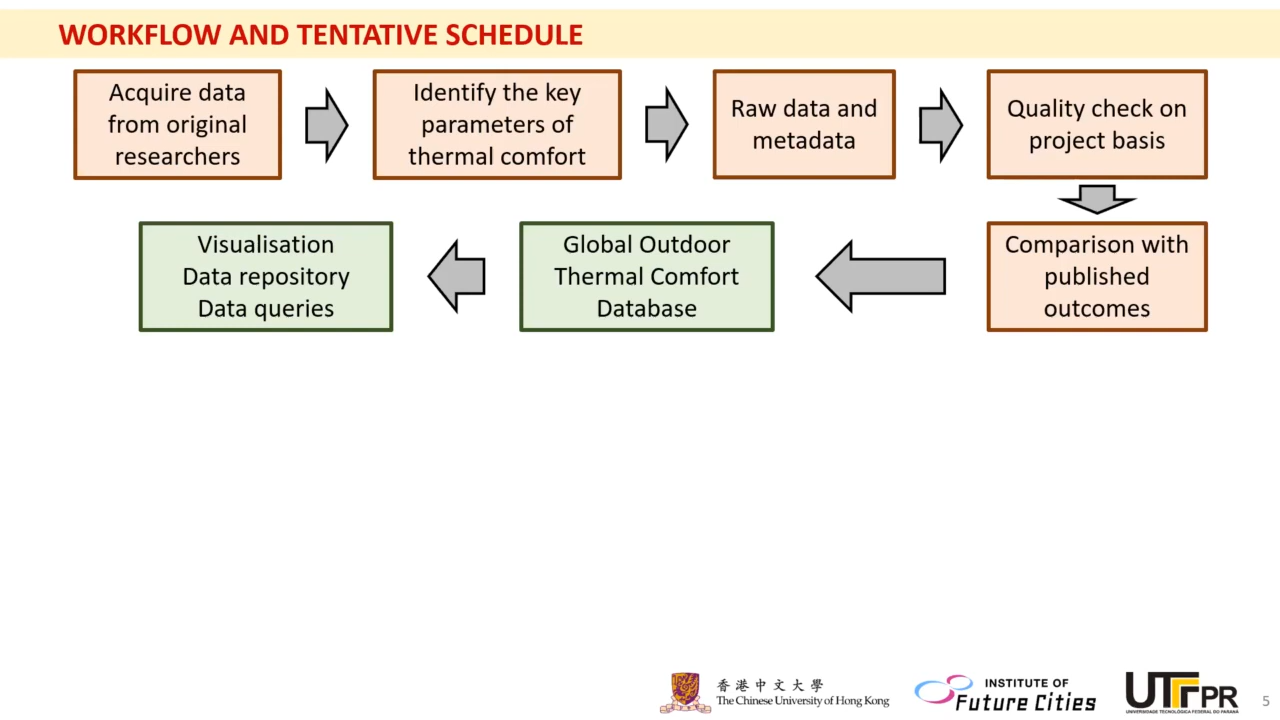 WORKFLOW AND TENTATIVE SCHEDULE
Acquire data
from original
researchers
Identify the key
parameters of
thermal comfort
Raw data and
metadata
Quality check on
project basis
Comparison with
published
outcomes
Global Outdoor
Thermal Comfort
Database
Visualisation
Data repository
Data queries
香港中文大學
The Chinese University of Hong Kong
INSTITUTE OF
Future Cities
UTFPR
UNIVERSIDADE TECNOLÓGICA FEDERAL DO PARANÁ
5